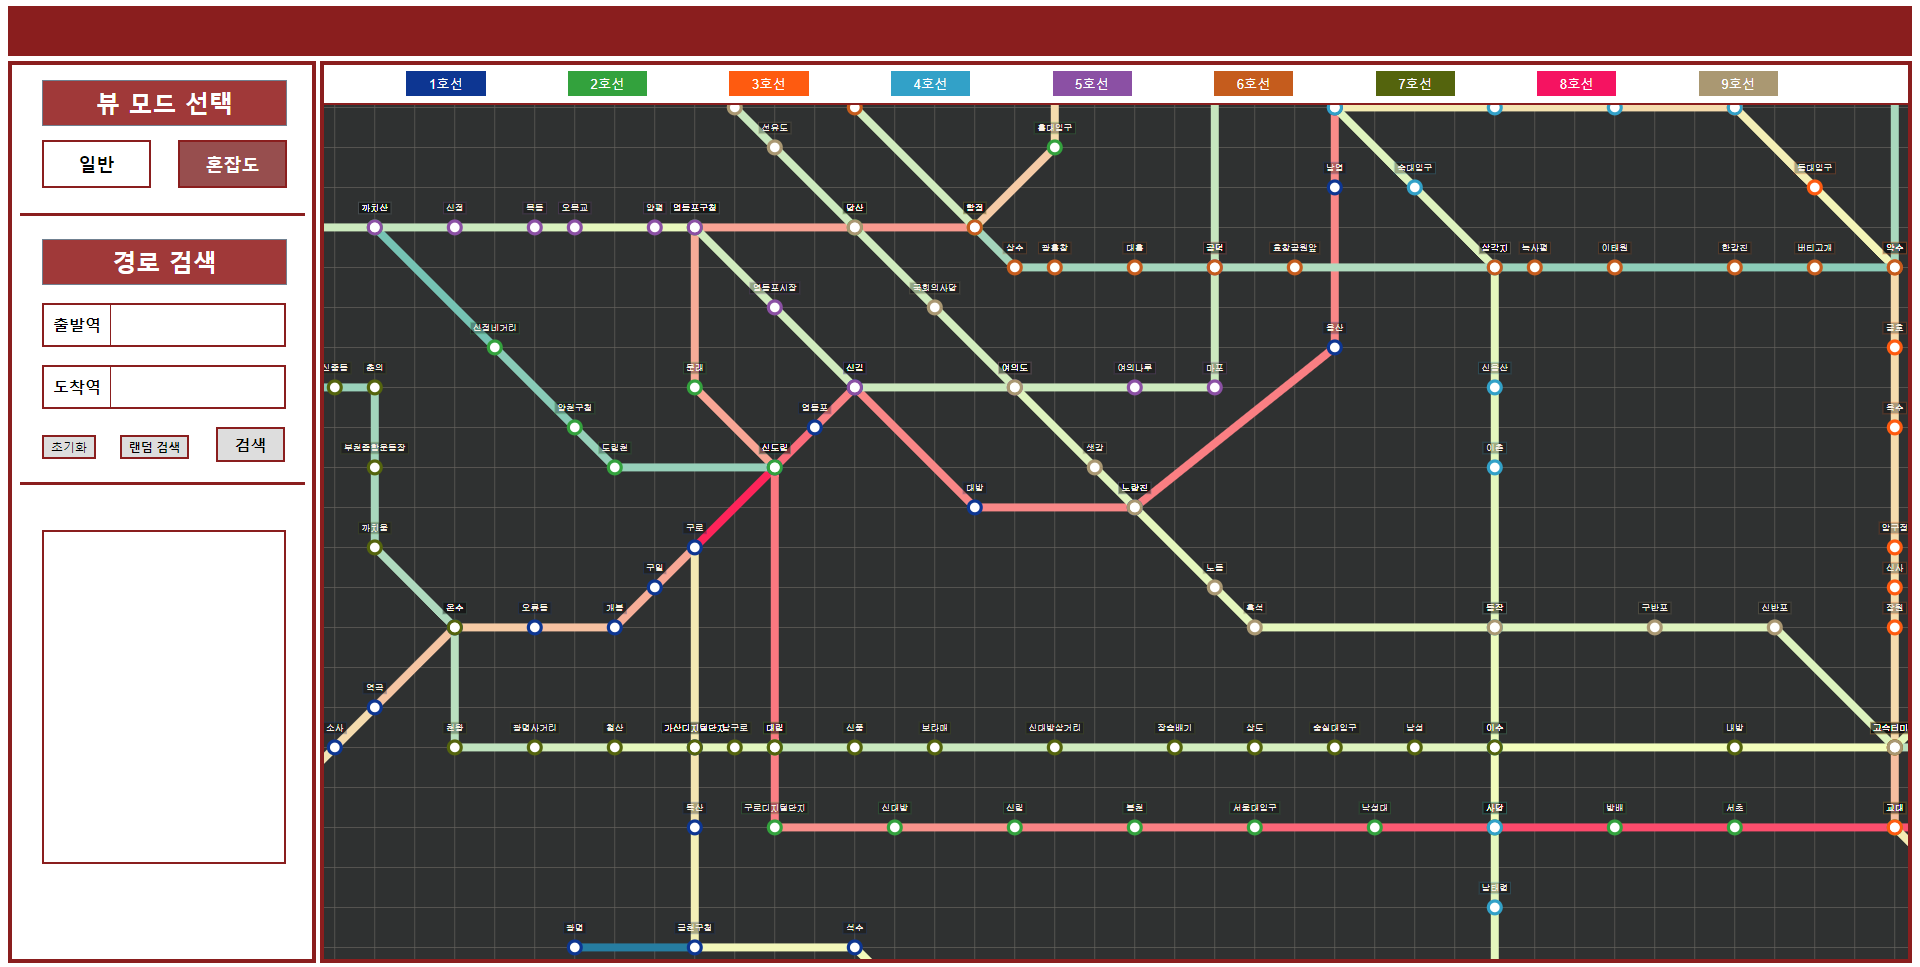 뷰 모드 선택
일반
혼잡도
경로 검색
출발역
도착역
초기화
랜덤 검색
검색
1호선
2호선
3호선
4호선
5호선
6호선
7호선
8호선
9호선
선유도
홍대입구
남영
숙대입구
동대입구
까치산
신정
목동
오목교
양평
영등포구청
당산
합정
상수
광흥창
대흥
공덕
효창공원앞
삼각지
녹사평
이태원
한강진
버티고개
약수
영등포시장
국회의사당
신정네거리
용산
금호
신중동
춘의
문래
신길
여의도
여의나루
마포
신용산
양천구청
영등포
옥수
부천종합운동장
도림천
신도림
샛강
이촌
대방
노량진
까치울
구로
압구정
구일
노들
신사
온수
오류동
개봉
흑석
동작
구반포
신반포
잠원
역곡
소사
천왕
광명사거리
철산
가산디지털단지
남구로
대림
신풍
보라매
신대방삼거리
장승배기
상도
숭실대입구
남성
이수
내방
고속터미
독산
구로디지털단지
신대방
신림
봉천
서울대입구
낙성대
사당
방배
서초
교대
남태령
광명
금천구청
석수